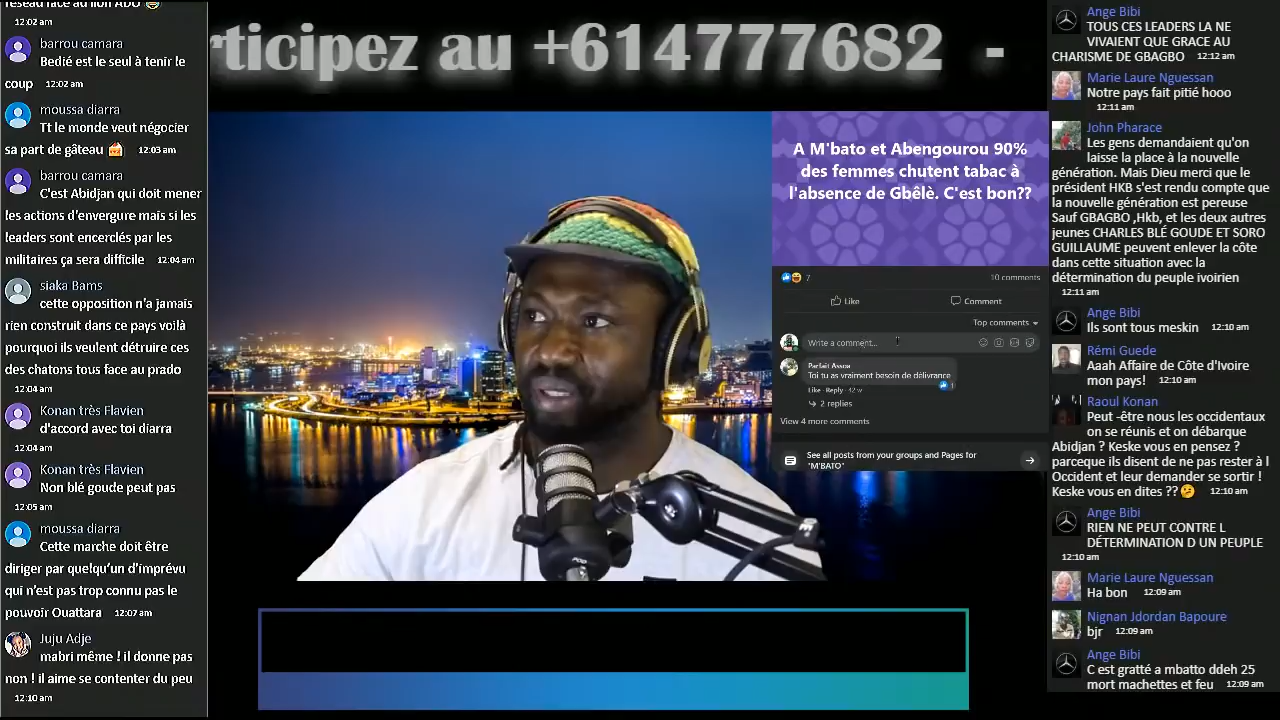 réseau face au lion ADO
12:02 am
barrou camara
Bedié est le seul à tenir le
coup 12:02 am
moussa diarra
Tt le monde veut négocier
sa part de gâteau 12:03 am
barrou camara
C'est Abidjan qui doit mener
les actions d'envergure mais si les
leaders sont encerclés par les
militaires ça sera difficile 12:04 am
siaka Bams
cette opposition n'a jamais
rien construit dans ce pays voilà
pourquoi ils veulent détruire ces
des chatons tois face au prado
12:04 am
Konan très Flavien
d'accord avec toi diarra
12:04 am
Konan très Flavien
Non blé goude peut pas
12:05 am
moussa diarra
Cette marche doit être
diriger par quelqu'un d'imprévu
qui n'est pas trop connu pas le
pouvoir Ouattara 12:07 am
Juju Adje
mabri même ! il donne pas
non ! il aime se contenter du peu
12:10 am
rticipez au +614777682 -
A M'bato et Abengourou 90%
des femmes chutent tabac à
l'absence de Gbêlè. C'est bon??
7 10 comments
Like Comment
Top comments
Write a comment...
Parfait Assoa
Toi tu as vraiment besoin de délivrance
Like · Reply · 42 w 1
2 replies
View 4 more comments
See all posts from your groups and Pages for
"M'BATO"
Ange Bibi
TOUS CES LEADERS LA NE
VIVAIENT QUE GRACE AU
CHARISME DE GBAGBO 12:12 am
Marie Laure Nguessan
Notre pays fait pitié hooo
12:11 am
John Pharace
Les gens demandaient qu'on
laisse la place à la nouvelle
génération. Mais Dieu merci que le
président HKB s'est rendu compte que
la nouvelle génération est pereuse
Sauf GBAGBO ,Hkb, et les deux autres
jeunes CHARLES BLÉ GOUDE ET SORO
GUILLAUME peuvent enlever la côte
dans cette situation avec la
détermination du peuple ivoirien
12:11 am
Ange Bibi
Ils sont tous meskin 12:10 am
Rémi Guede
Aaah Affaire de Côte d'Ivoire
mon pays! 12:10 am
Raoul Konan
Peut -être nous les occidentaux
on se réunis et on débarque
Abidjan ? Keske vous en pensez ?
parceque ils disent de ne pas rester à l
Occident et leur demander se sortir !
Keske vous en dites ?? 12:10 am
Ange Bibi
RIEN NE PEUT CONTRE L
DÉTERMINATION D UN PEUPLE
12:10 am
Marie Laure Nguessan
Ha bon 12:09 am
Nignan Jdordan Bapoure
bjr 12:09 am
Ange Bibi
C est gratté a mbatto ddeh 25
mort machettes et feu 12:09 am